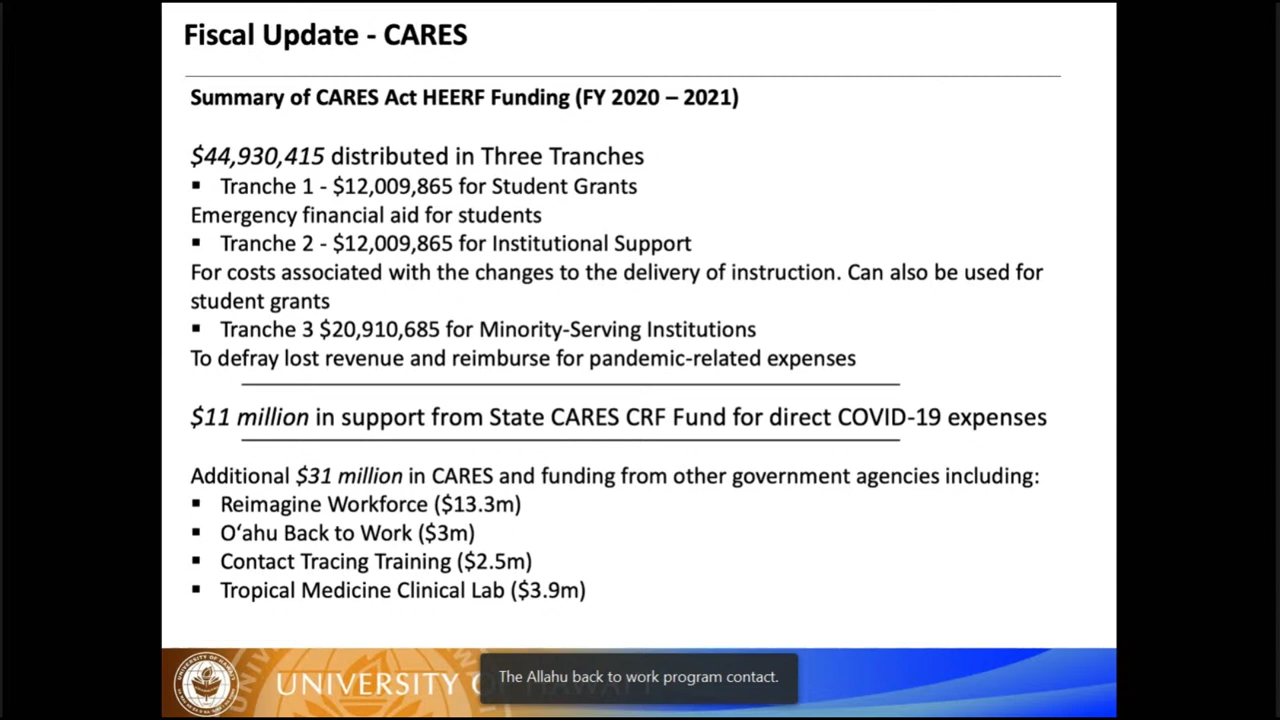 Fiscal Update - CARES
Summary of CARES Act HEERF Funding (FY 2020 – 2021)
$44,930,415 distributed in Three Tranches
▪ Tranche 1 - $12,009,865 for Student Grants
Emergency financial aid for students
▪ Tranche 2 - $12,009,865 for Institutional Support
For costs associated with the changes to the delivery of instruction. Can also be used for
student grants
▪ Tranche 3 $20,910,685 for Minority-Serving Institutions
To defray lost revenue and reimburse for pandemic-related expenses
$11 million in support from State CARES CRF Fund for direct COVID-19 expenses
Additional $31 million in CARES and funding from other government agencies including:
▪ Reimagine Workforce ($13.3m)
▪ Oʻahu Back to Work ($3m)
▪ Contact Tracing Training ($2.5m)
▪ Tropical Medicine Clinical Lab ($3.9m)
UNIVERSITY
The Allahu back to work program contact.